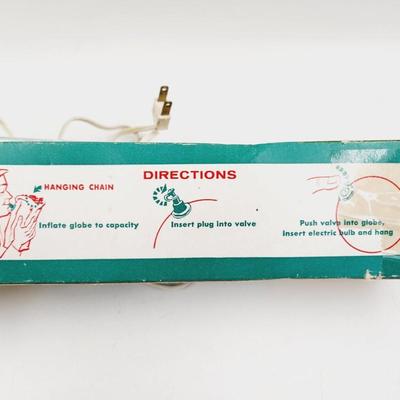 DIRECTIONS
HANGING CHAIN
Inflate globe to capacity
Insert plug into valve
Push valve into globe,
insert electric bulb and hang